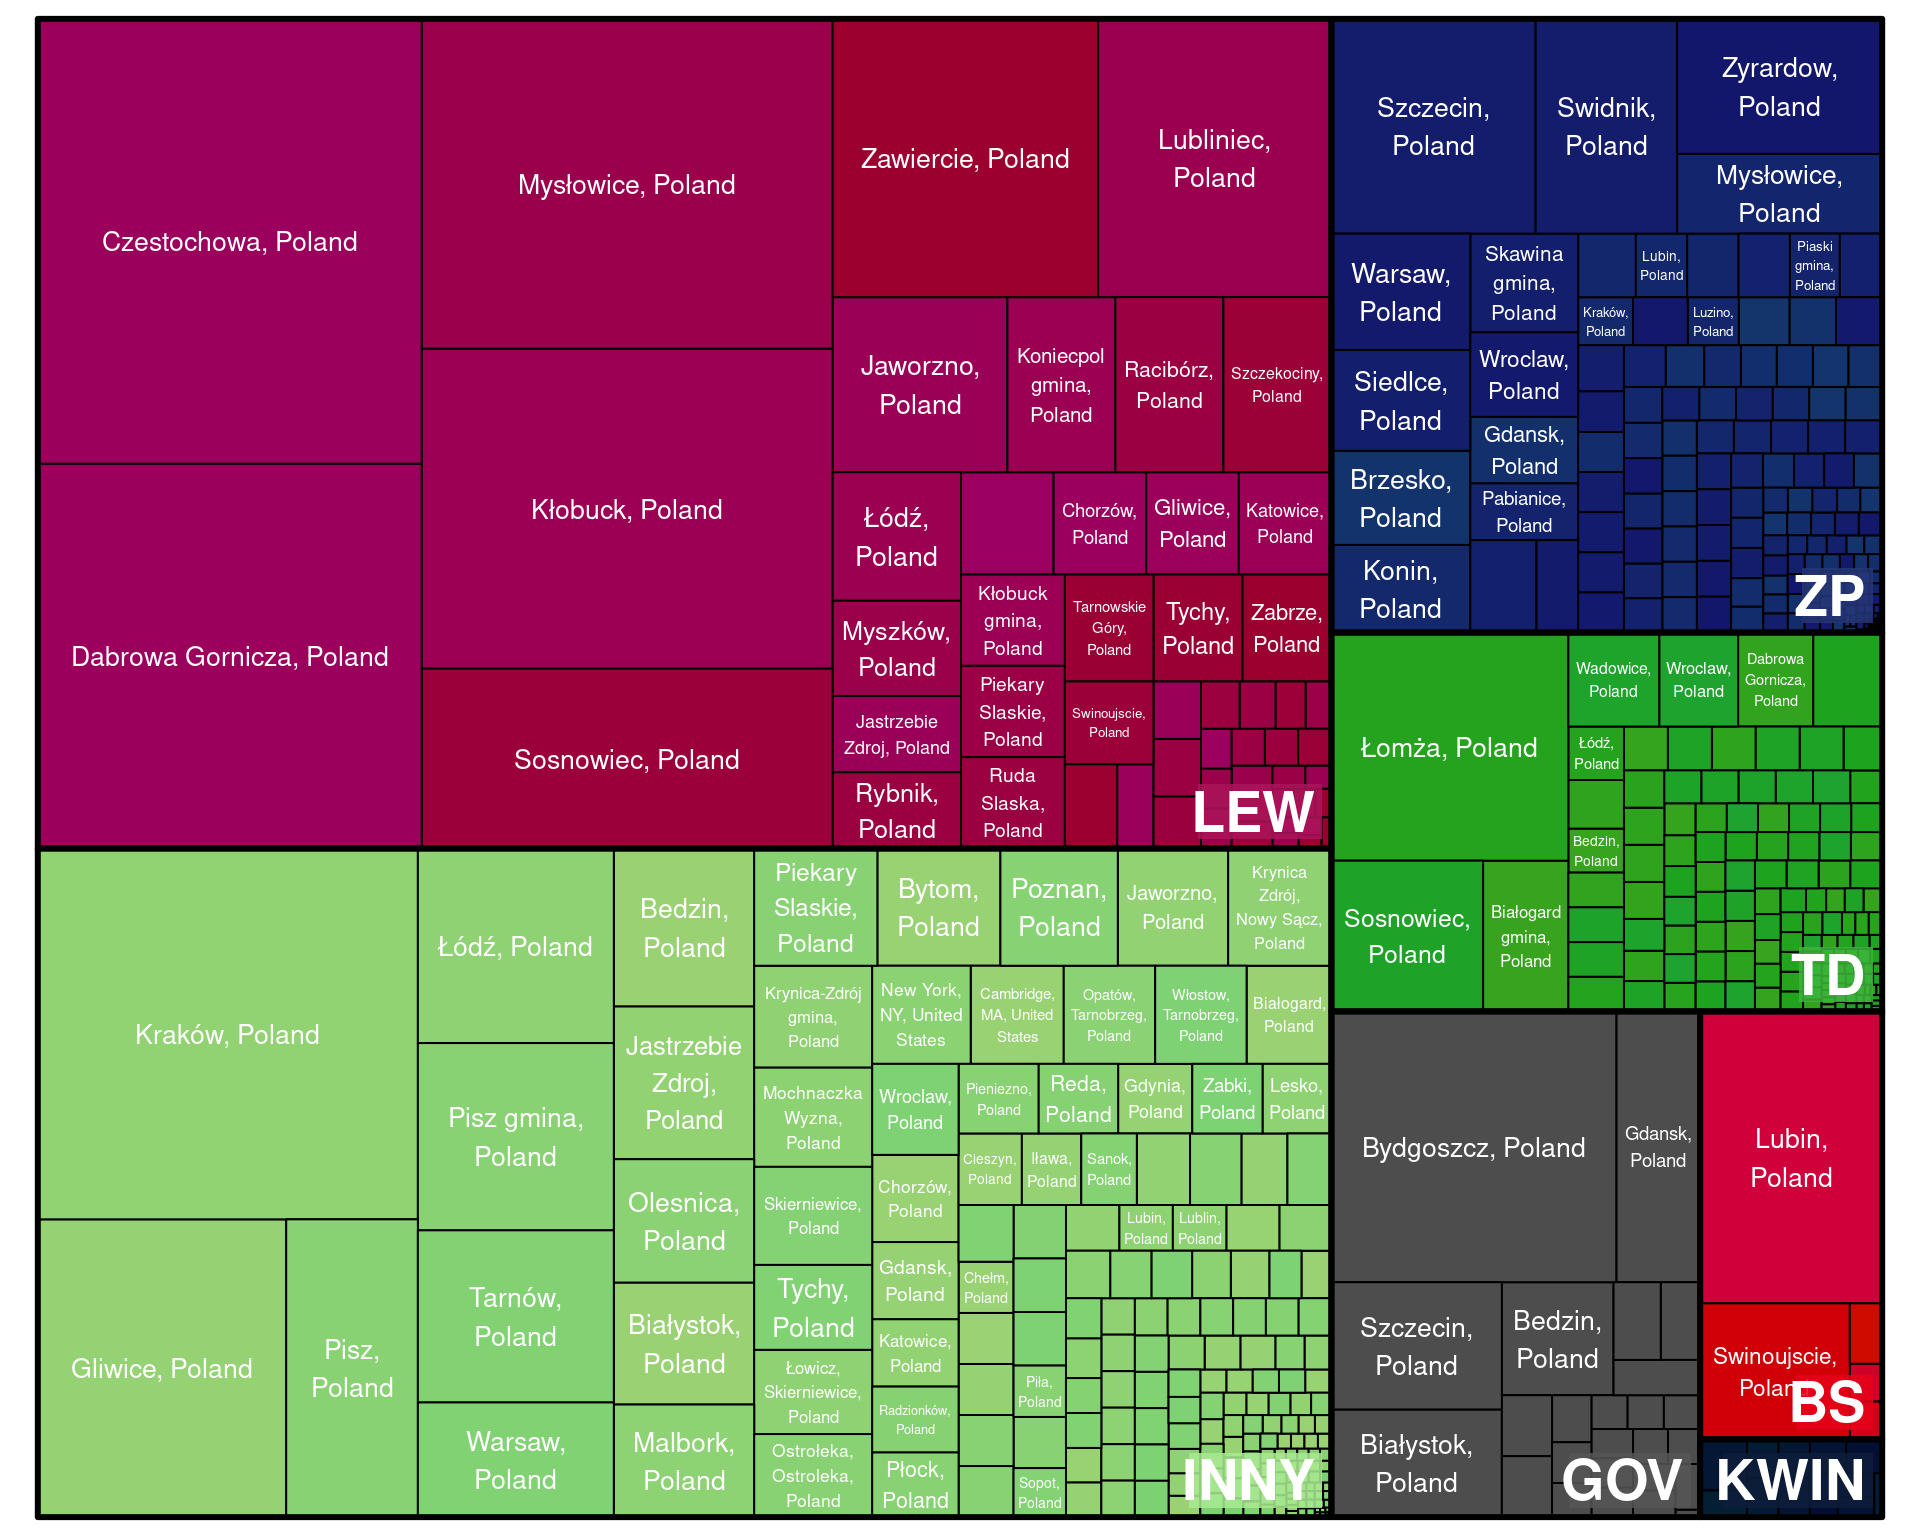 Czestochowa, Poland
Dabrowa Gornicza, Poland
Mysłowice, Poland
Kłobuck, Poland
Sosnowiec, Poland
Zawiercie, Poland
Lubliniec,
Poland
Jaworzno,
Poland
Koniecpol
gmina,
Poland
Racibórz,
Poland
Szczekociny,
Poland
Łódź,
Poland
Myszków,
Poland
Jastrzebie
Zdroj, Poland
Rybnik,
Poland
Chorzów,
Poland
Gliwice,
Poland
Katowice,
Poland
Kłobuck
gmina,
Poland
Piekary
Slaskie,
Poland
Ruda
Slaska,
Poland
Tarnowskie
Góry,
Poland
Tychy,
Poland
Zabrze,
Poland
Swinoujscie,
Poland
LEW
Szczecin,
Poland
Swidnik,
Poland
Zyrardow,
Poland
Mysłowice,
Poland
Warsaw,
Poland
Siedlce,
Poland
Brzesko,
Poland
Konin,
Poland
Skawina
gmina,
Poland
Wroclaw,
Poland
Gdansk,
Poland
Pabianice,
Poland
Lubin,
Poland
Piaski
gmina,
Poland
Kraków,
Poland
Luzino,
Poland
ZP
Łomża, Poland
Sosnowiec,
Poland
Białogard
gmina,
Poland
Wadowice,
Poland
Wroclaw,
Poland
Dabrowa
Gornicza,
Poland
Łódź,
Poland
Bedzin,
Poland
TD
Kraków, Poland
Gliwice, Poland
Pisz,
Poland
Łódź, Poland
Pisz gmina,
Poland
Tarnów,
Poland
Warsaw,
Poland
Bedzin,
Poland
Jastrzebie
Zdroj,
Poland
Olesnica,
Poland
Białystok,
Poland
Malbork,
Poland
Piekary
Slaskie,
Poland
Bytom,
Poland
Poznan,
Poland
Jaworzno,
Poland
Krynica
Zdrój,
Nowy Sącz,
Poland
Krynica-Zdrój
gmina,
Poland
Mochnaczka
Wyzna,
Poland
Skierniewice,
Poland
Tychy,
Poland
Łowicz,
Skierniewice,
Poland
Ostrołeka,
Ostroleka,
Poland
New York,
NY, United
States
Cambridge,
MA, United
States
Opatów,
Tarnobrzeg,
Poland
Włostow,
Tarnobrzeg,
Poland
Białogard,
Poland
Wroclaw,
Poland
Chorzów,
Poland
Gdansk,
Poland
Katowice,
Poland
Radzionków,
Poland
Płock,
Poland
Pieniezno,
Poland
Reda,
Poland
Gdynia,
Poland
Zabki,
Poland
Lesko,
Poland
Cieszyn,
Poland
Iława,
Poland
Sanok,
Poland
Lubin,
Poland
Lublin,
Poland
Chełm,
Poland
Piła,
Poland
Sopot,
Poland
INNY
Bydgoszcz, Poland
Gdansk,
Poland
Szczecin,
Poland
Białystok,
Poland
Bedzin,
Poland
GOV
Lubin,
Poland
Swinoujscie,
Poland
BS
KWIN